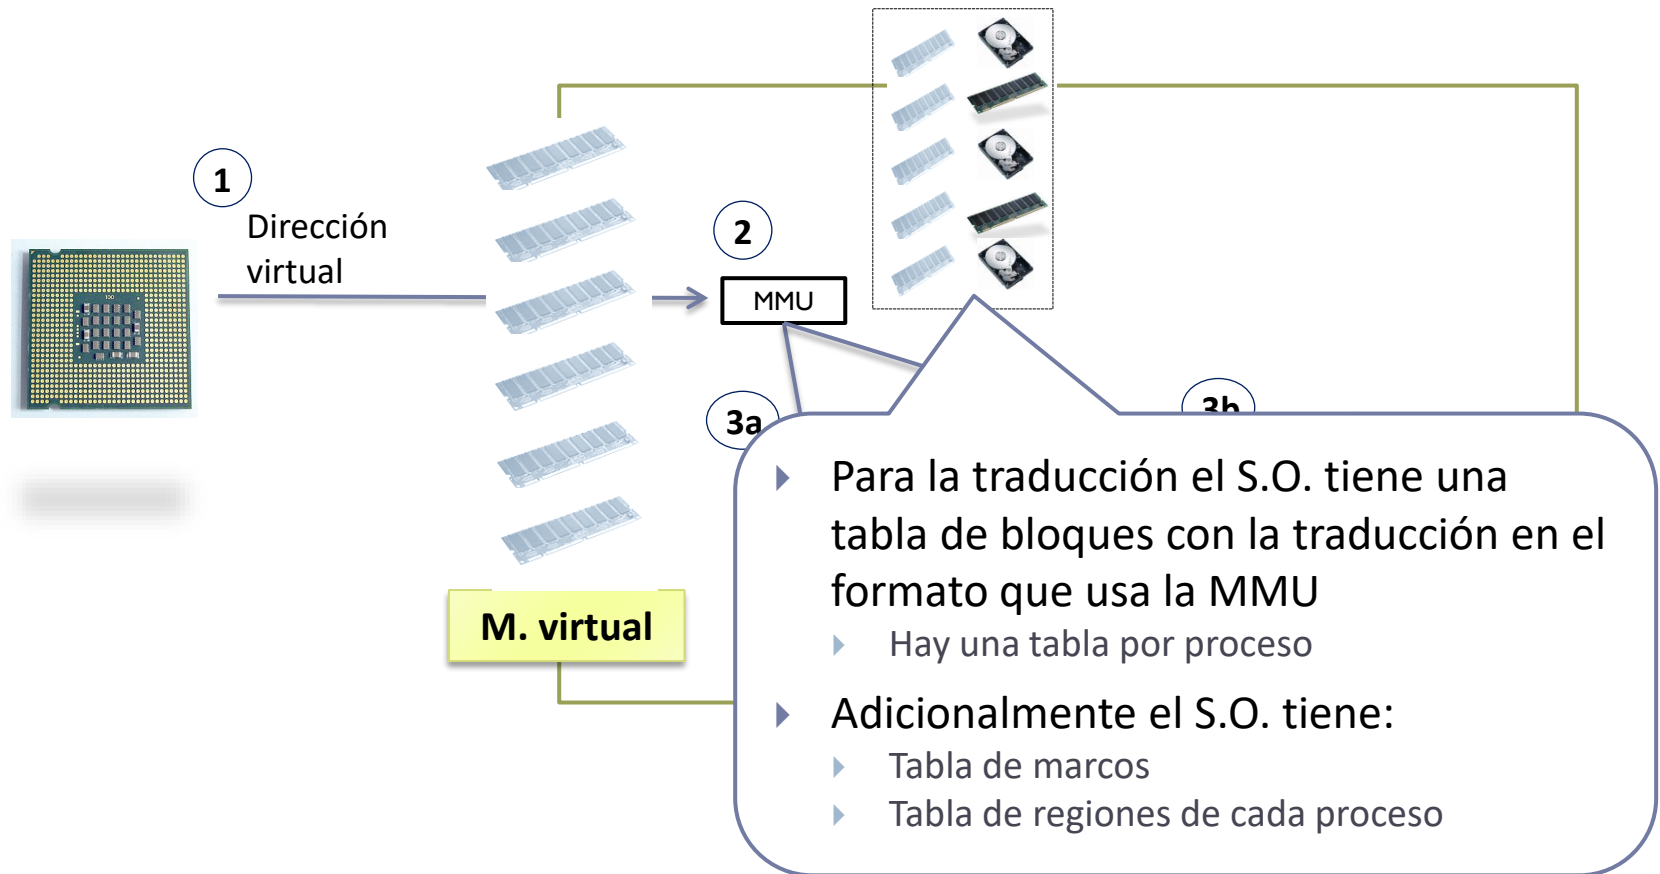 1
Dirección
virtual
2
MMU
3a
3b
M. virtual
Para la traducción el S.O. tiene una
tabla de bloques con la traducción en el
formato que usa la MMU
Hay una tabla por proceso
Adicionalmente el S.O. tiene:
Tabla de marcos
Tabla de regiones de cada proceso